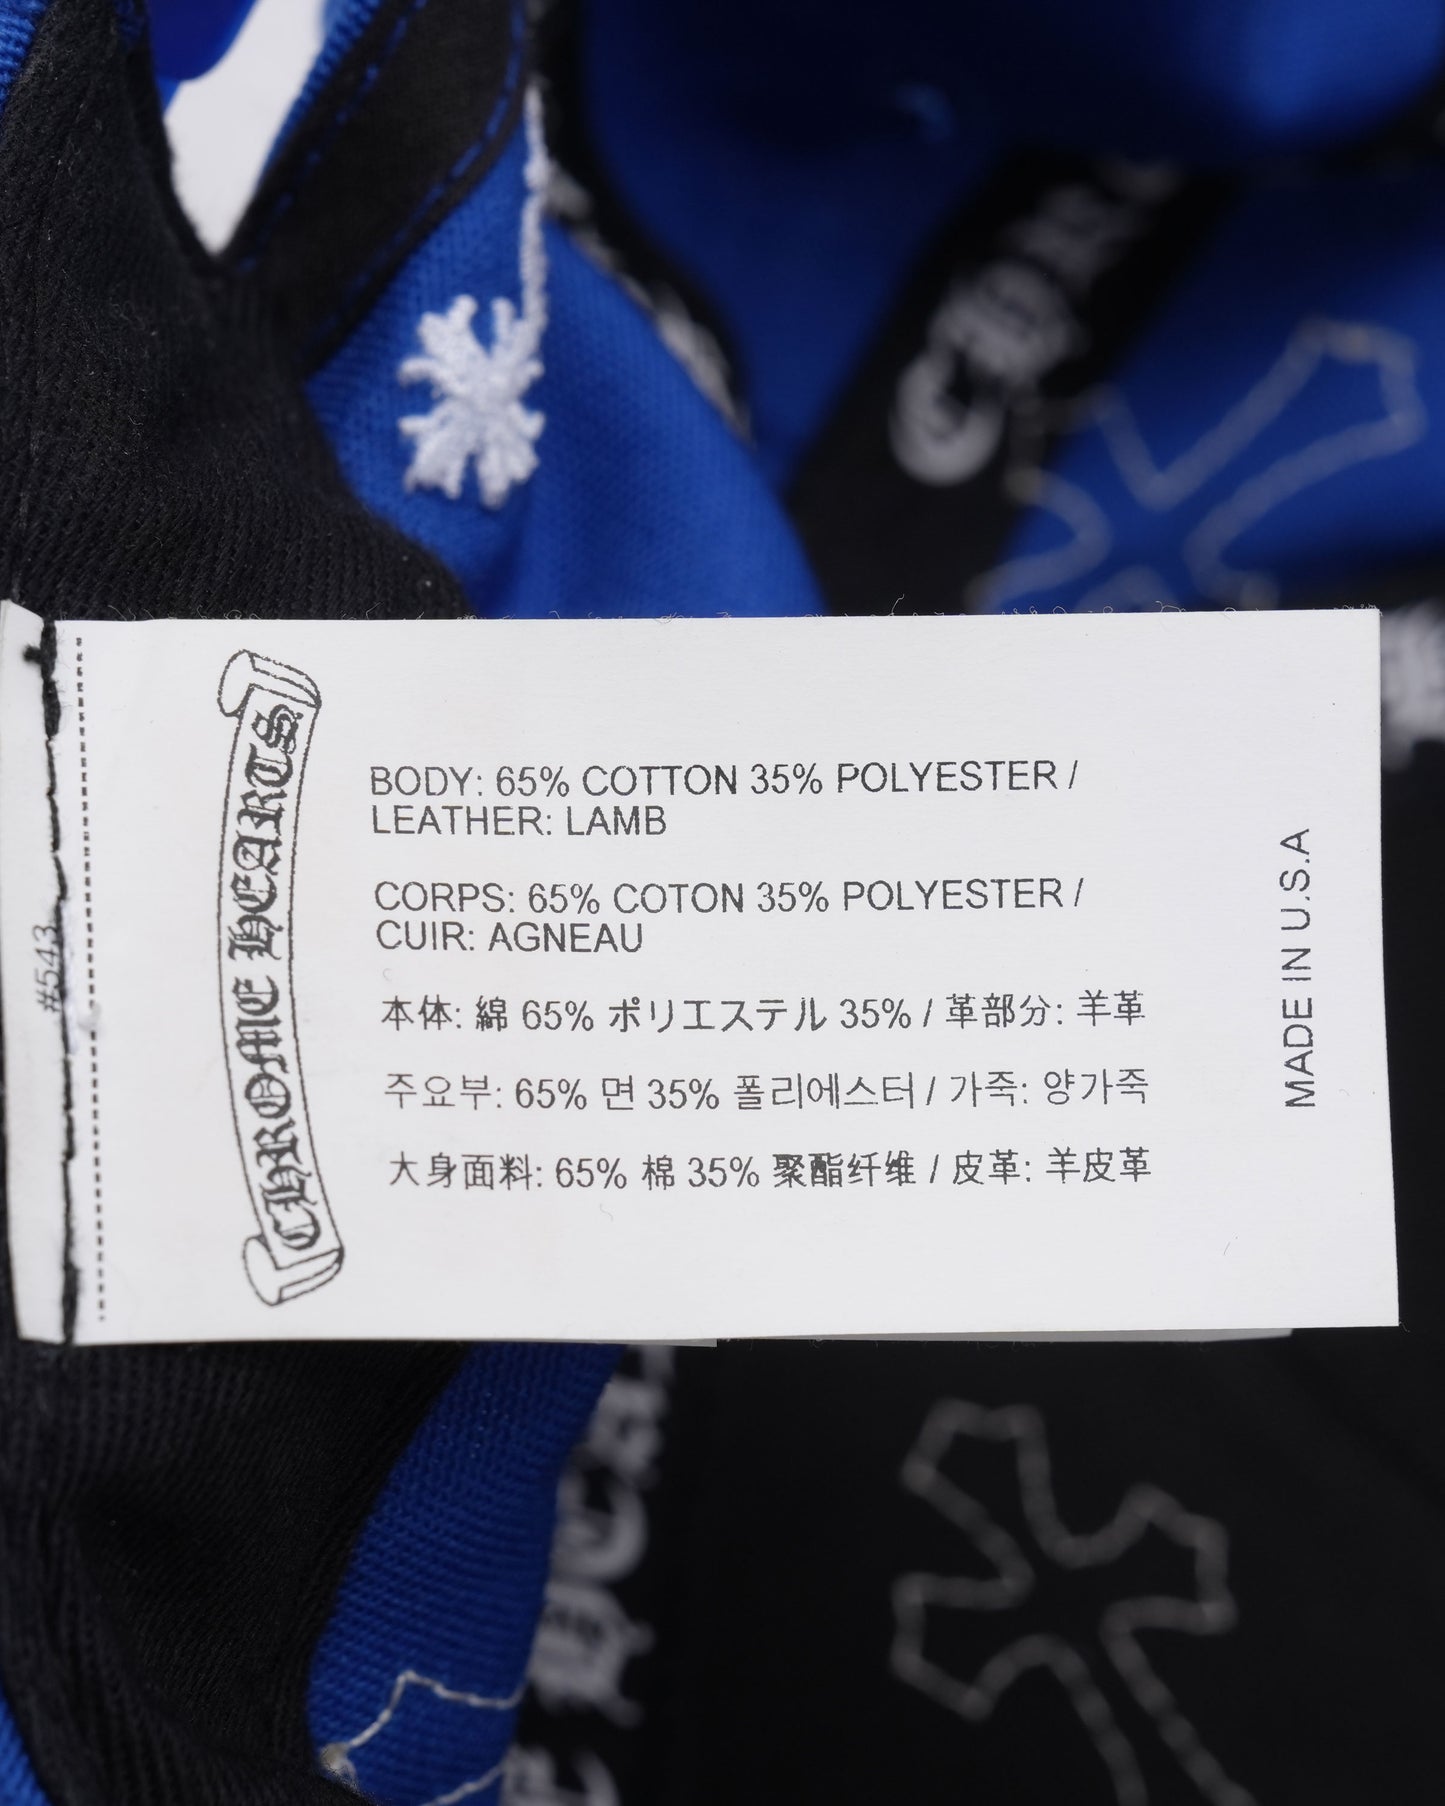 CHROME HEARTS
BODY: 65% COTTON 35% POLYESTER /
LEATHER: LAMB
CORPS: 65% COTON 35% POLYESTER /
CUIR: AGNEAU
本体: 綿 65% ポリエステル 35% / 革部分: 羊革
주요부: 65% 면 35% 폴리에스터 / 가죽: 양가죽
大身面料: 65% 棉 35% 聚酯纤维 / 皮革: 羊皮革
MADE IN U.S.A
#543